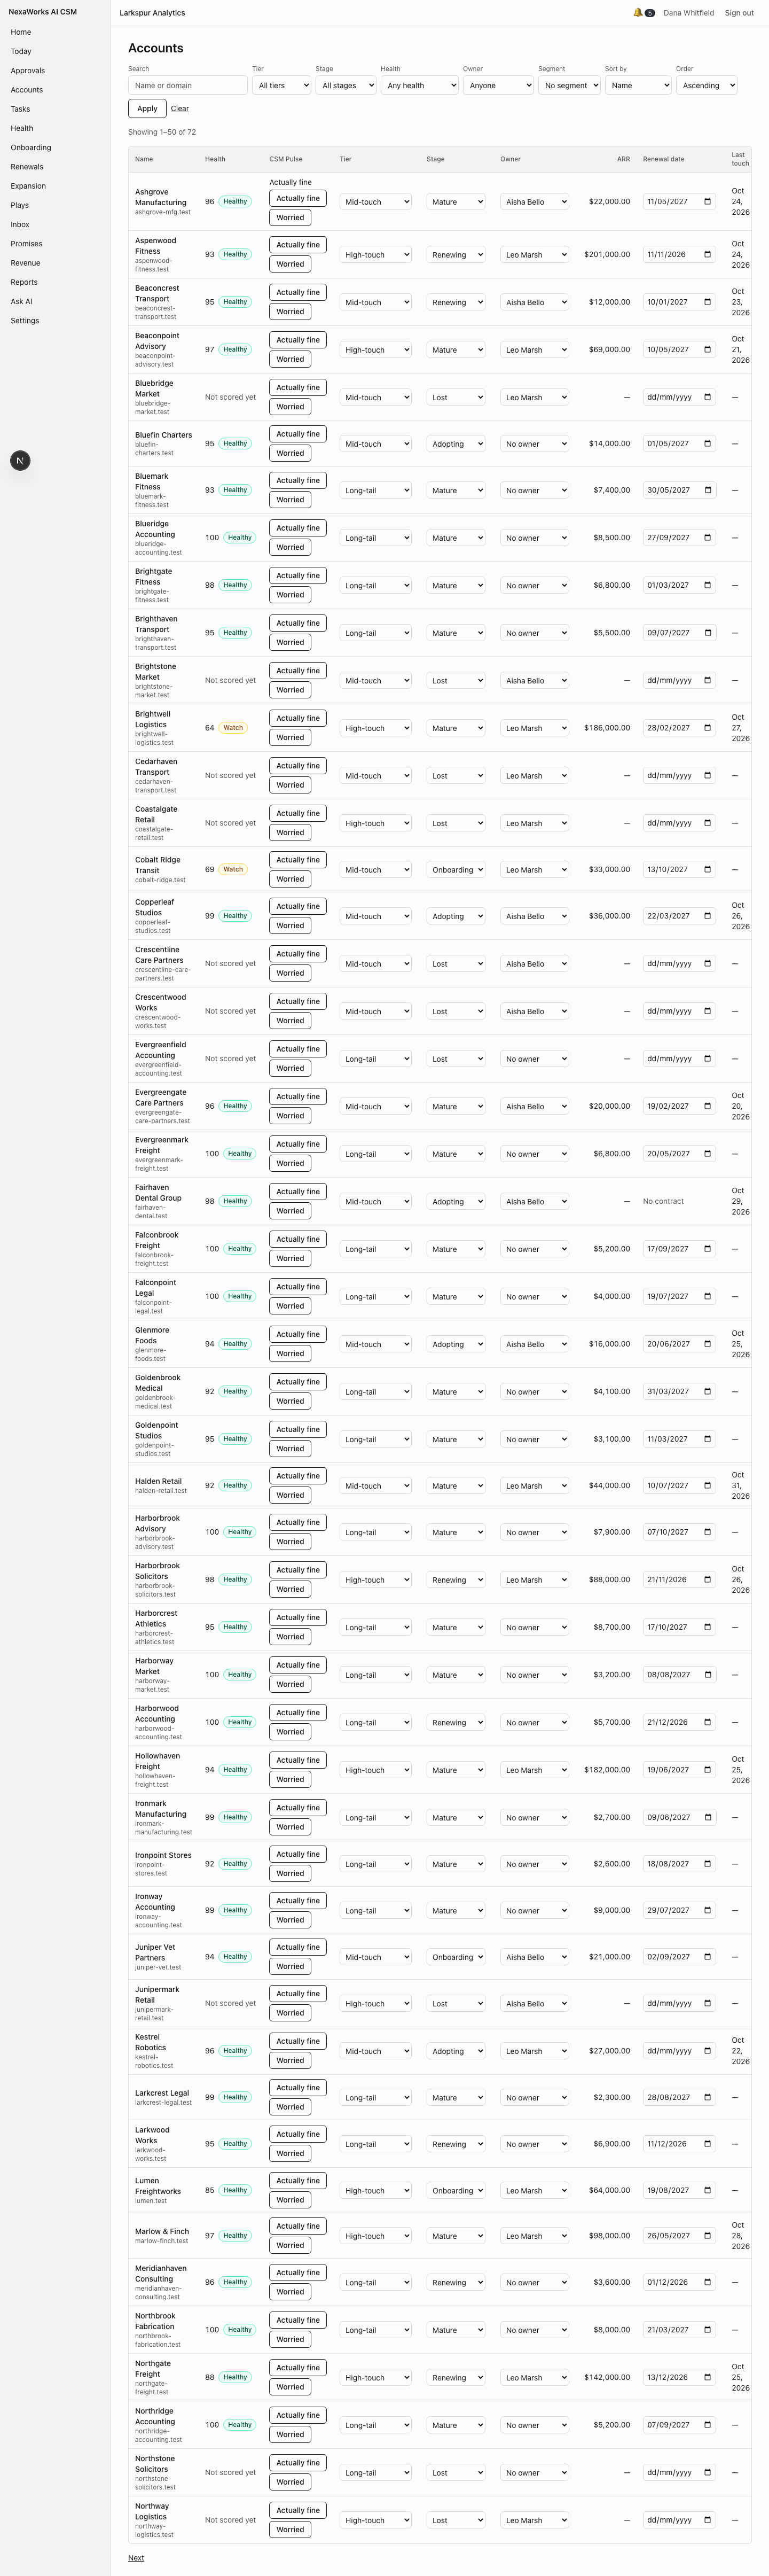 NexaWorks AI CSM
Home
Today
Approvals
Accounts
Tasks
Health
Onboarding
Renewals
Expansion
Plays
Inbox
Promises
Revenue
Reports
Ask AI
Settings
N
Larkspur Analytics
5
Dana Whitfield
Sign out
Accounts
Search Tier Stage Health Owner Segment Sort by Order
Name or domain All tiers All stages Any health Anyone No segment Name Ascending
Apply Clear
Showing 1–50 of 72
Name Health CSM Pulse Tier Stage Owner ARR Renewal date Last touch
Ashgrove Manufacturing ashgrove-mfg.test 96 Healthy Actually fine Actually fine Worried Mid-touch Mature Aisha Bello $22,000.00 11/05/2027 Oct 24, 2026
Aspenwood Fitness aspenwood-fitness.test 93 Healthy Actually fine Worried High-touch Renewing Leo Marsh $201,000.00 11/11/2026 Oct 24, 2026
Beaconcrest Transport beaconcrest-transport.test 95 Healthy Actually fine Worried Mid-touch Renewing Aisha Bello $12,000.00 10/01/2027 Oct 23, 2026
Beaconpoint Advisory beaconpoint-advisory.test 97 Healthy Actually fine Worried High-touch Mature Leo Marsh $69,000.00 10/05/2027 Oct 21, 2026
Bluebridge Market bluebridge-market.test Not scored yet Actually fine Worried Mid-touch Lost Leo Marsh — dd/mm/yyyy —
Bluefin Charters bluefin-charters.test 95 Healthy Actually fine Worried Mid-touch Adopting No owner $14,000.00 01/05/2027 —
Bluemark Fitness bluemark-fitness.test 93 Healthy Actually fine Worried Long-tail Mature No owner $7,400.00 30/05/2027 —
Blueridge Accounting blueridge-accounting.test 100 Healthy Actually fine Worried Long-tail Mature No owner $8,500.00 27/09/2027 —
Brightgate Fitness brightgate-fitness.test 98 Healthy Actually fine Worried Long-tail Mature No owner $6,800.00 01/03/2027 —
Brighthaven Transport brighthaven-transport.test 95 Healthy Actually fine Worried Long-tail Mature No owner $5,500.00 09/07/2027 —
Brightstone Market brightstone-market.test Not scored yet Actually fine Worried Mid-touch Lost Aisha Bello — dd/mm/yyyy —
Brightwell Logistics brightwell-logistics.test 64 Watch Actually fine Worried High-touch Mature Leo Marsh $186,000.00 28/02/2027 Oct 27, 2026
Cedarhaven Transport cedarhaven-transport.test Not scored yet Actually fine Worried Mid-touch Lost Leo Marsh — dd/mm/yyyy —
Coastalgate Retail coastalgate-retail.test Not scored yet Actually fine Worried High-touch Lost Leo Marsh — dd/mm/yyyy —
Cobalt Ridge Transit cobalt-ridge.test 69 Watch Actually fine Worried Mid-touch Onboarding Leo Marsh $33,000.00 13/10/2027 —
Copperleaf Studios copperleaf-studios.test 99 Healthy Actually fine Worried Mid-touch Adopting Aisha Bello $36,000.00 22/03/2027 Oct 26, 2026
Crescentline Care Partners crescentline-care-partners.test Not scored yet Actually fine Worried Mid-touch Lost Aisha Bello — dd/mm/yyyy —
Crescentwood Works crescentwood-works.test Not scored yet Actually fine Worried Mid-touch Lost Aisha Bello — dd/mm/yyyy —
Evergreenfield Accounting evergreenfield-accounting.test Not scored yet Actually fine Worried Long-tail Lost No owner — dd/mm/yyyy —
Evergreengate Care Partners evergreengate-care-partners.test 96 Healthy Actually fine Worried Mid-touch Mature Aisha Bello $20,000.00 19/02/2027 Oct 20, 2026
Evergreenmark Freight evergreenmark-freight.test 100 Healthy Actually fine Worried Long-tail Mature No owner $6,800.00 20/05/2027 —
Fairhaven Dental Group fairhaven-dental.test 98 Healthy Actually fine Worried Mid-touch Adopting Aisha Bello — No contract Oct 29, 2026
Falconbrook Freight falconbrook-freight.test 100 Healthy Actually fine Worried Long-tail Mature No owner $5,200.00 17/09/2027 —
Falconpoint Legal falconpoint-legal.test 100 Healthy Actually fine Worried Long-tail Mature No owner $4,000.00 19/07/2027 —
Glenmore Foods glenmore-foods.test 94 Healthy Actually fine Worried Mid-touch Adopting Aisha Bello $16,000.00 20/06/2027 Oct 25, 2026
Goldenbrook Medical goldenbrook-medical.test 92 Healthy Actually fine Worried Long-tail Mature No owner $4,100.00 31/03/2027 —
Goldenpoint Studios goldenpoint-studios.test 95 Healthy Actually fine Worried Long-tail Mature No owner $3,100.00 11/03/2027 —
Halden Retail halden-retail.test 92 Healthy Actually fine Worried Mid-touch Mature Leo Marsh $44,000.00 10/07/2027 Oct 31, 2026
Harborbrook Advisory harborbrook-advisory.test 100 Healthy Actually fine Worried Long-tail Mature No owner $7,900.00 07/10/2027 —
Harborbrook Solicitors harborbrook-solicitors.test 98 Healthy Actually fine Worried High-touch Renewing Leo Marsh $88,000.00 21/11/2026 Oct 26, 2026
Harborcrest Athletics harborcrest-athletics.test 95 Healthy Actually fine Worried Long-tail Mature No owner $8,700.00 17/10/2027 —
Harborway Market harborway-market.test 100 Healthy Actually fine Worried Long-tail Mature No owner $3,200.00 08/08/2027 —
Harborwood Accounting harborwood-accounting.test 100 Healthy Actually fine Worried Long-tail Renewing No owner $5,700.00 21/12/2026 —
Hollowhaven Freight hollowhaven-freight.test 94 Healthy Actually fine Worried High-touch Mature Leo Marsh $182,000.00 19/06/2027 Oct 25, 2026
Ironmark Manufacturing ironmark-manufacturing.test 99 Healthy Actually fine Worried Long-tail Mature No owner $2,700.00 09/06/2027 —
Ironpoint Stores ironpoint-stores.test 92 Healthy Actually fine Worried Long-tail Mature No owner $2,600.00 18/08/2027 —
Ironway Accounting ironway-accounting.test 99 Healthy Actually fine Worried Long-tail Mature No owner $9,000.00 29/07/2027 —
Juniper Vet Partners juniper-vet.test 94 Healthy Actually fine Worried Mid-touch Onboarding Aisha Bello $21,000.00 02/09/2027 —
Junipermark Retail junipermark-retail.test Not scored yet Actually fine Worried High-touch Lost Aisha Bello — dd/mm/yyyy —
Kestrel Robotics kestrel-robotics.test 96 Healthy Actually fine Worried Mid-touch Adopting Leo Marsh $27,000.00 dd/mm/yyyy Oct 22, 2026
Larkcrest Legal larkcrest-legal.test 99 Healthy Actually fine Worried Long-tail Mature No owner $2,300.00 28/08/2027 —
Larkwood Works larkwood-works.test 95 Healthy Actually fine Worried Long-tail Renewing No owner $6,900.00 11/12/2026 —
Lumen Freightworks lumen.test 85 Healthy Actually fine Worried High-touch Onboarding Leo Marsh $64,000.00 19/08/2027 —
Marlow & Finch marlow-finch.test 97 Healthy Actually fine Worried High-touch Mature Leo Marsh $98,000.00 26/05/2027 Oct 28, 2026
Meridianhaven Consulting meridianhaven-consulting.test 96 Healthy Actually fine Worried Long-tail Renewing No owner $3,600.00 01/12/2026 —
Northbrook Fabrication northbrook-fabrication.test 100 Healthy Actually fine Worried Long-tail Mature No owner $8,000.00 21/03/2027 —
Northgate Freight northgate-freight.test 88 Healthy Actually fine Worried High-touch Renewing Leo Marsh $142,000.00 13/12/2026 Oct 25, 2026
Northridge Accounting northridge-accounting.test 100 Healthy Actually fine Worried Long-tail Mature No owner $5,200.00 07/09/2027 —
Northstone Solicitors northstone-solicitors.test Not scored yet Actually fine Worried Long-tail Lost No owner — dd/mm/yyyy —
Northway Logistics northway-logistics.test Not scored yet Actually fine Worried High-touch Lost Leo Marsh — dd/mm/yyyy —
Next